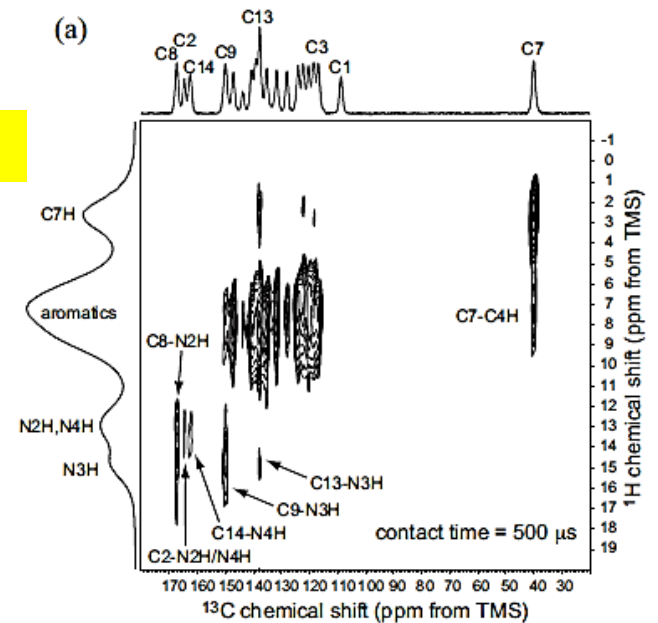 (a)
C13
C2
C8
C14
C9
C3
C1
C7
C7H
aromatics
N2H,N4H
N3H
C8-N2H
C7-C4H
C13-N3H
C9-N3H
C14-N4H
C2-N2H/N4H
contact time = 500 µs
-1
0
1
2
3
4
5
6
7
8
9
10
11
12
13
14
15
16
17
18
19
¹H chemical shift (ppm from TMS)
170 160 150 140 130 120 110 100 90 80 70 60 50 40 30
¹³C chemical shift (ppm from TMS)